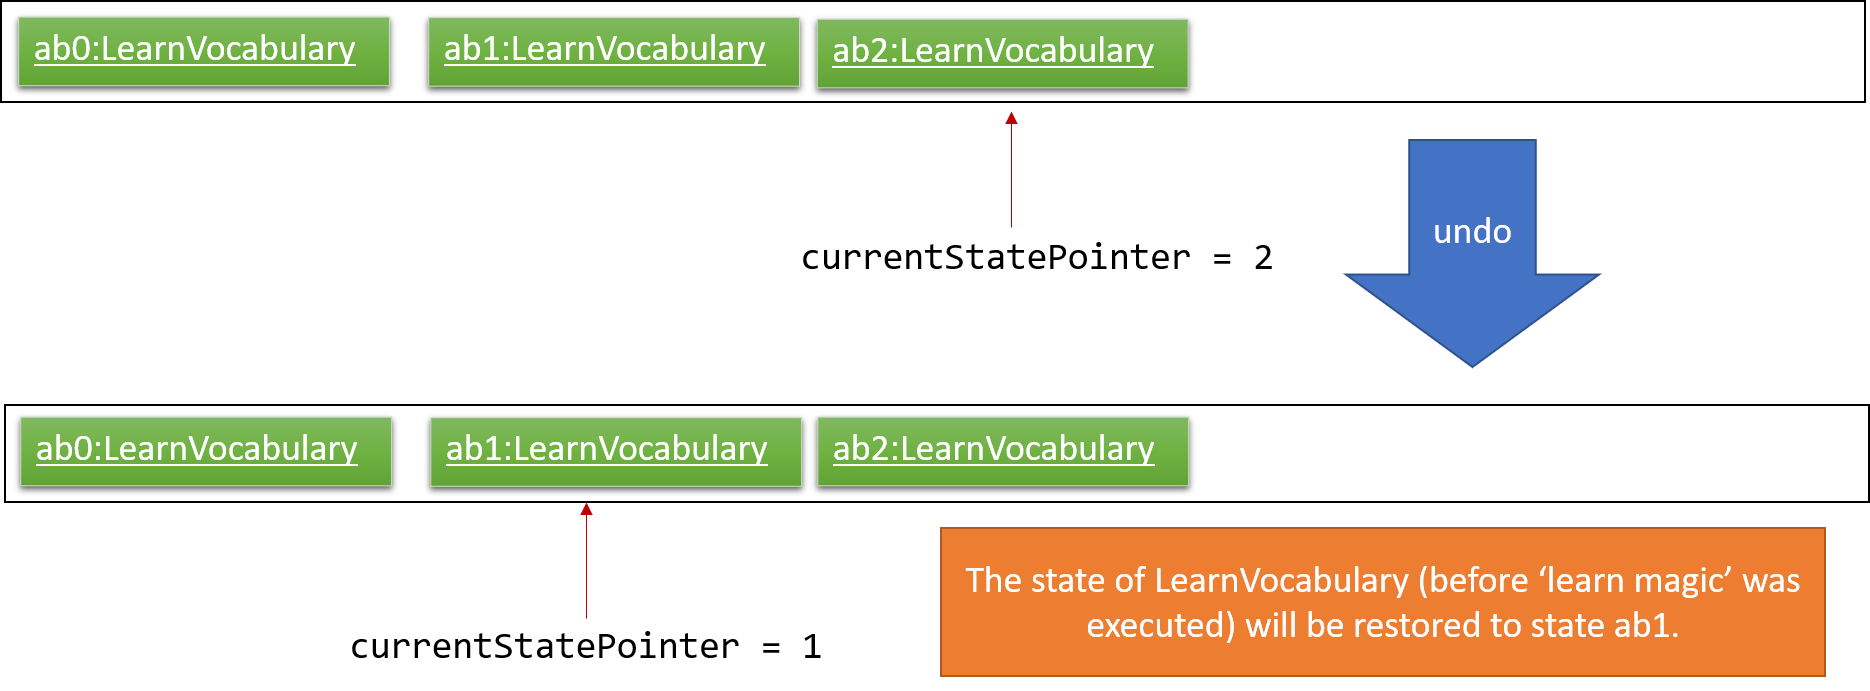 ab0:LearnVocabulary
ab1:LearnVocabulary
ab2:LearnVocabulary
currentStatePointer = 2
undo
ab0:LearnVocabulary
ab1:LearnVocabulary
ab2:LearnVocabulary
currentStatePointer = 1
The state of LearnVocabulary (before ‘learn magic’ was
executed) will be restored to state ab1.